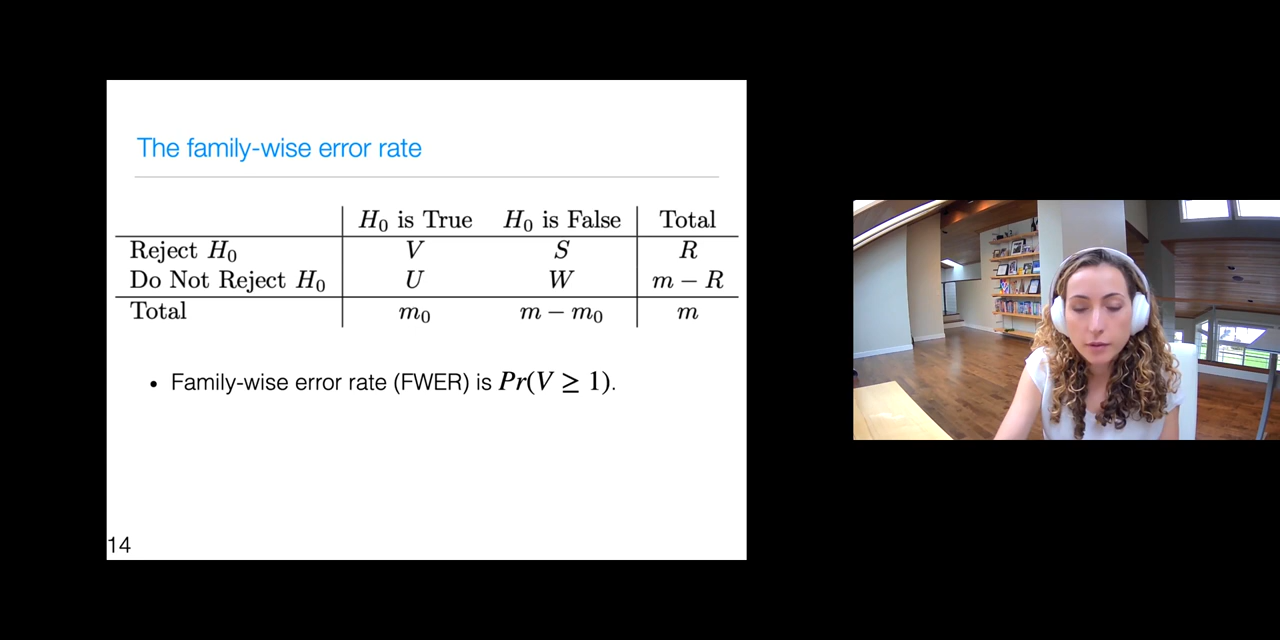 The family-wise error rate
H₀ is True H₀ is False Total
Reject H₀ V S R
Do Not Reject H₀ U W m − R
Total m₀ m − m₀ m
• Family-wise error rate (FWER) is Pr(V ≥ 1).
14